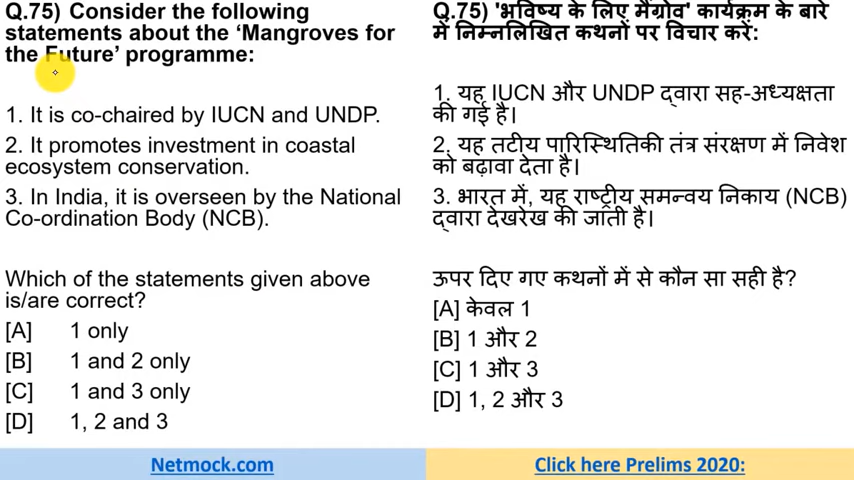 Q.75) Consider the following
statements about the ‘Mangroves for
the Future’ programme:
1. It is co-chaired by IUCN and UNDP.
2. It promotes investment in coastal
ecosystem conservation.
3. In India, it is overseen by the National
Co-ordination Body (NCB).
Which of the statements given above
is/are correct?
[A] 1 only
[B] 1 and 2 only
[C] 1 and 3 only
[D] 1, 2 and 3
Q.75) 'भविष्य के लिए मैंग्रोव' कार्यक्रम के बारे
में निम्नलिखित कथनों पर विचार करें:
1. यह IUCN और UNDP द्वारा सह-अध्यक्षता
की गई है।
2. यह तटीय पारिस्थितिकी तंत्र संरक्षण में निवेश
को बढ़ावा देता है।
3. भारत में, यह राष्ट्रीय समन्वय निकाय (NCB)
द्वारा देखरेख की जाती है।
ऊपर दिए गए कथनों में से कौन सा सही है?
[A] केवल 1
[B] 1 और 2
[C] 1 और 3
[D] 1, 2 और 3
Netmock.com
Click here Prelims 2020: